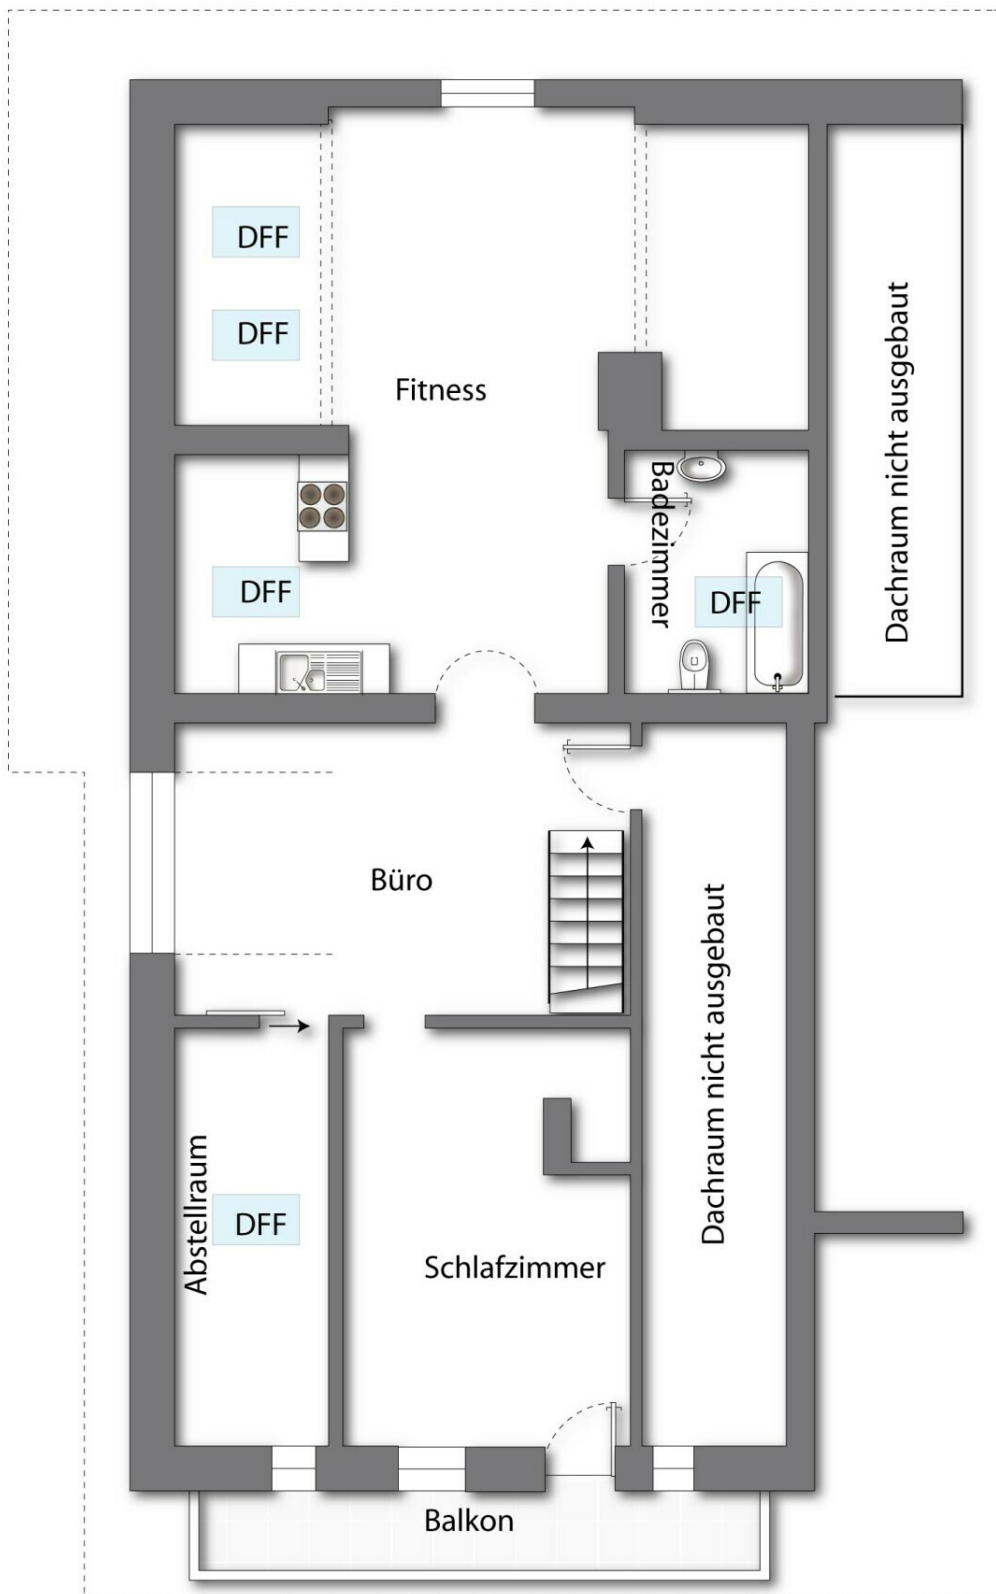 DFF
DFF
Fitness
Dachraum nicht ausgebaut
Badezimmer
DFF
DFF
Büro
Dachraum nicht ausgebaut
Abstellraum
DFF
Schlafzimmer
Balkon